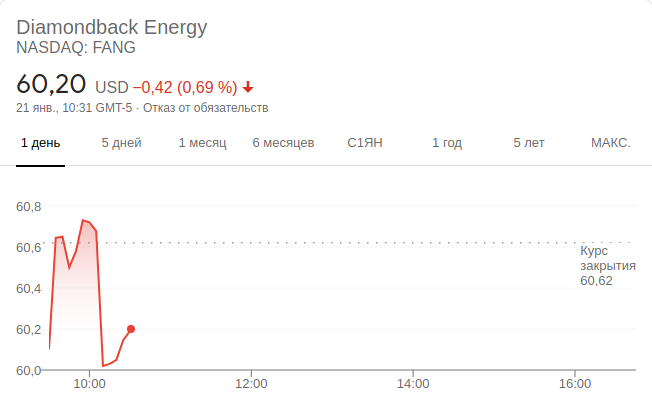 Diamondback Energy
NASDAQ: FANG
60,20 USD −0,42 (0,69 %)
21 янв., 10:31 GMT-5 · Отказ от обязательств
1 день 5 дней 1 месяц 6 месяцев С1ЯН 1 год 5 лет МАКС.
60,8
60,6
Курс
закрытия
60,62
60,4
60,2
60,0
10:00 12:00 14:00 16:00